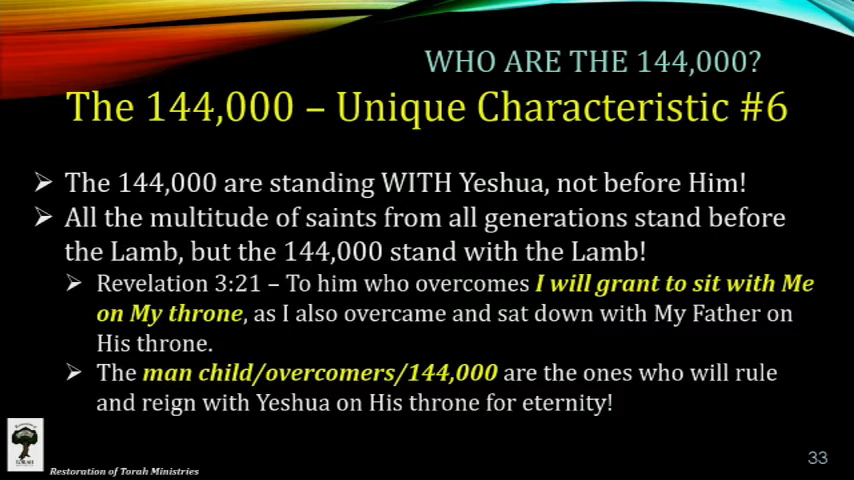 WHO ARE THE 144,000?
The 144,000 – Unique Characteristic #6
➢ The 144,000 are standing WITH Yeshua, not before Him!
➢ All the multitude of saints from all generations stand before
the Lamb, but the 144,000 stand with the Lamb!
➢ Revelation 3:21 – To him who overcomes I will grant to sit with Me
on My throne, as I also overcame and sat down with My Father on
His throne.
➢ The man child/overcomers/144,000 are the ones who will rule
and reign with Yeshua on His throne for eternity!
TORAH
Restoration of Torah Ministries
33